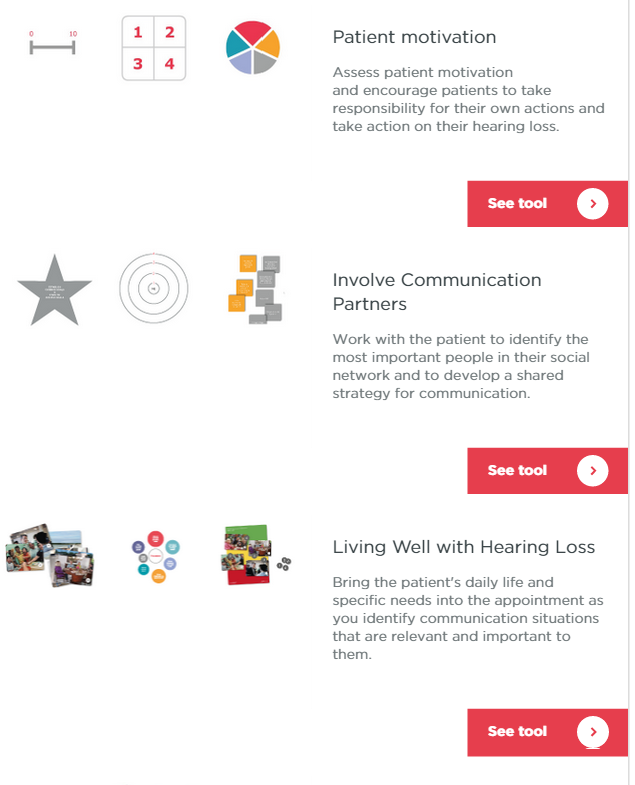 0 10
1 2
3 4
Patient motivation
Assess patient motivation
and encourage patients to take
responsibility for their own actions and
take action on their hearing loss.
See tool
Involve Communication
Partners
Work with the patient to identify the
most important people in their social
network and to develop a shared
strategy for communication.
See tool
Living Well with Hearing Loss
Bring the patient's daily life and
specific needs into the appointment as
you identify communication situations
that are relevant and important to
them.
See tool